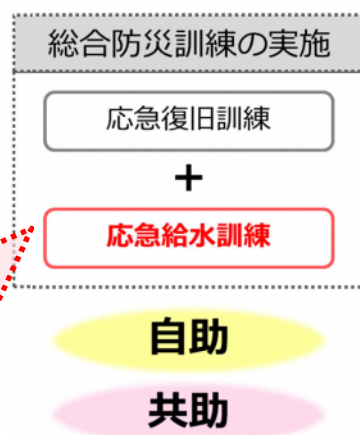 総合防災訓練の実施
応急復旧訓練
+
応急給水訓練
自助
共助